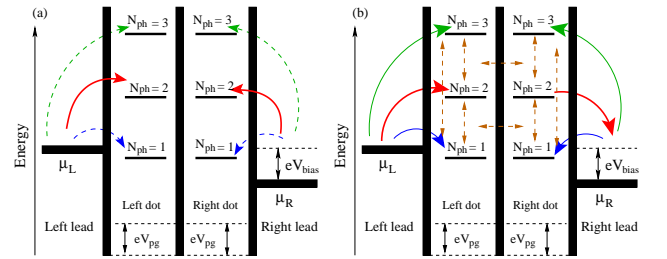 (a)
Energy
N_ph = 3
N_ph = 3
N_ph = 2
N_ph = 2
N_ph = 1
N_ph = 1
μ_L
eV_bias
μ_R
Left lead
Left dot
Right dot
Right lead
eV_pg
eV_pg
(b)
Energy
N_ph = 3
N_ph = 3
N_ph = 2
N_ph = 2
N_ph = 1
N_ph = 1
μ_L
eV_bias
μ_R
Left lead
Left dot
Right dot
Right lead
eV_pg
eV_pg